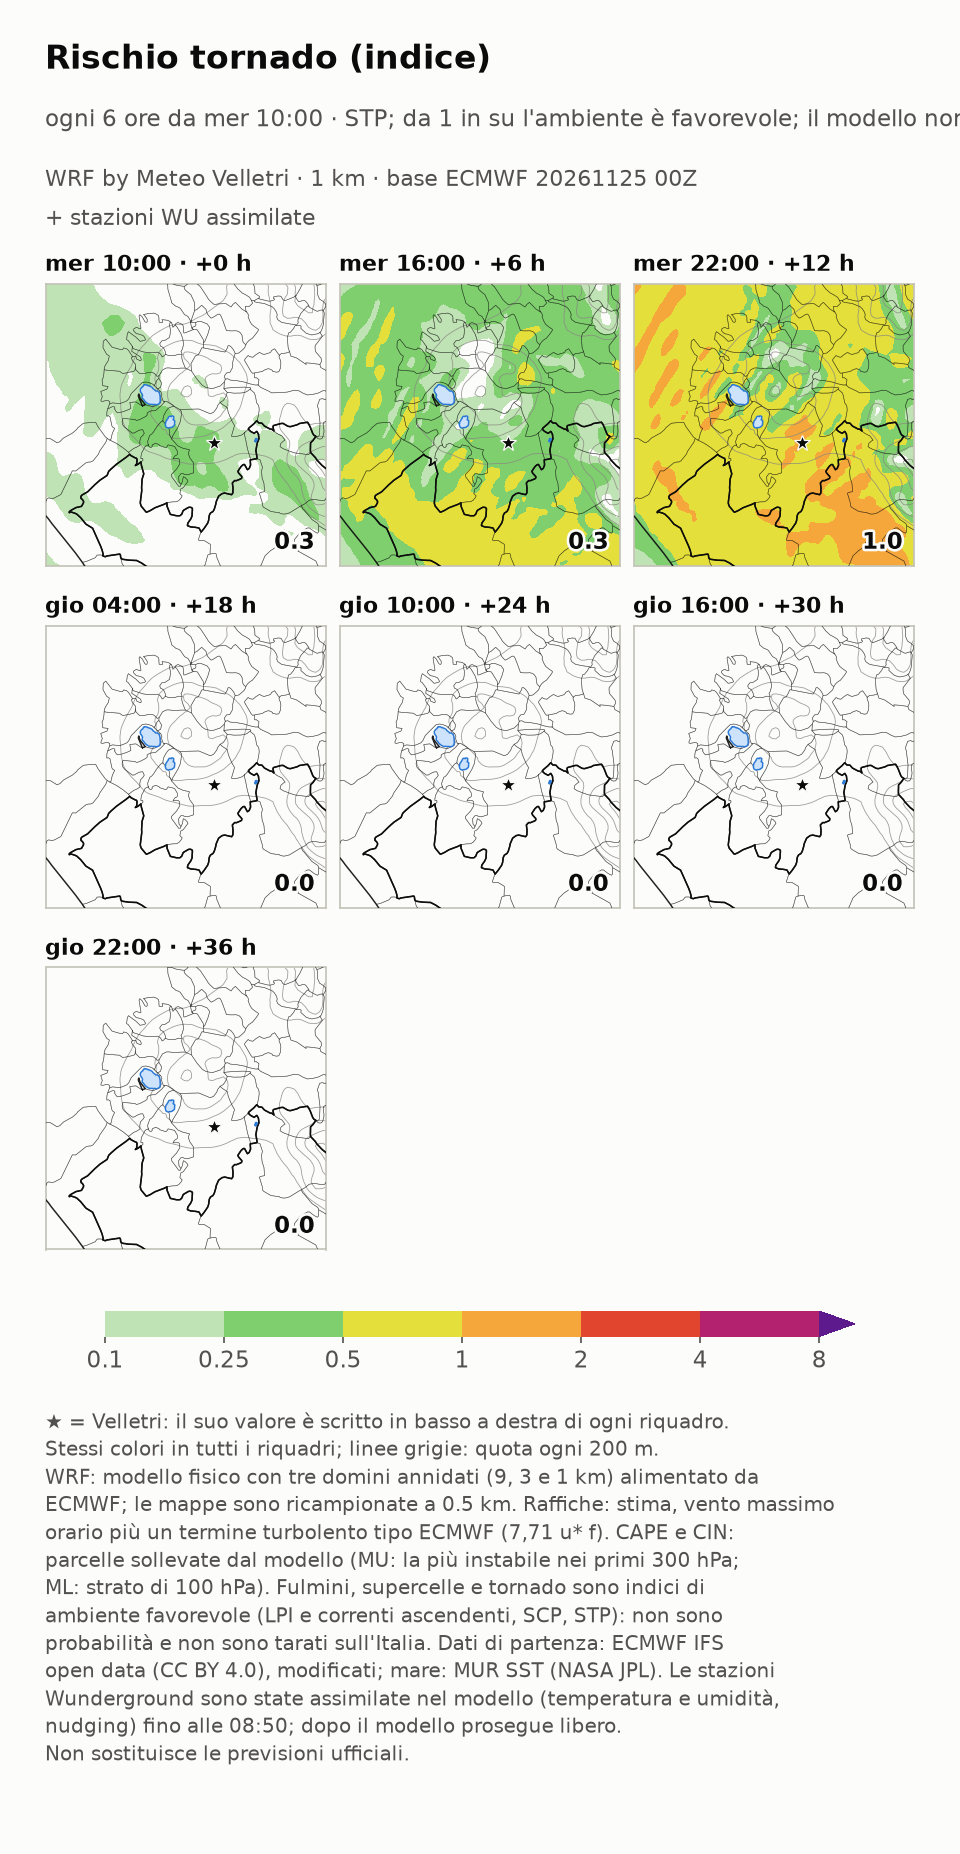 Rischio tornado (indice)
ogni 6 ore da mer 10:00 · STP; da 1 in su l'ambiente è favorevole; il modello non
WRF by Meteo Velletri · 1 km · base ECMWF 20261125 00Z
+ stazioni WU assimilate
mer 10:00 · +0 h
mer 16:00 · +6 h
mer 22:00 · +12 h
0.3
0.3
1.0
gio 04:00 · +18 h
gio 10:00 · +24 h
gio 16:00 · +30 h
0.0
0.0
0.0
gio 22:00 · +36 h
0.0
0.1 0.25 0.5 1 2 4 8
★ = Velletri: il suo valore è scritto in basso a destra di ogni riquadro.
Stessi colori in tutti i riquadri; linee grigie: quota ogni 200 m.
WRF: modello fisico con tre domini annidati (9, 3 e 1 km) alimentato da
ECMWF; le mappe sono ricampionate a 0.5 km. Raffiche: stima, vento massimo
orario più un termine turbolento tipo ECMWF (7,71 u* f). CAPE e CIN:
parcelle sollevate dal modello (MU: la più instabile nei primi 300 hPa;
ML: strato di 100 hPa). Fulmini, supercelle e tornado sono indici di
ambiente favorevole (LPI e correnti ascendenti, SCP, STP): non sono
probabilità e non sono tarati sull'Italia. Dati di partenza: ECMWF IFS
open data (CC BY 4.0), modificati; mare: MUR SST (NASA JPL). Le stazioni
Wunderground sono state assimilate nel modello (temperatura e umidità,
nudging) fino alle 08:50; dopo il modello prosegue libero.
Non sostituisce le previsioni ufficiali.